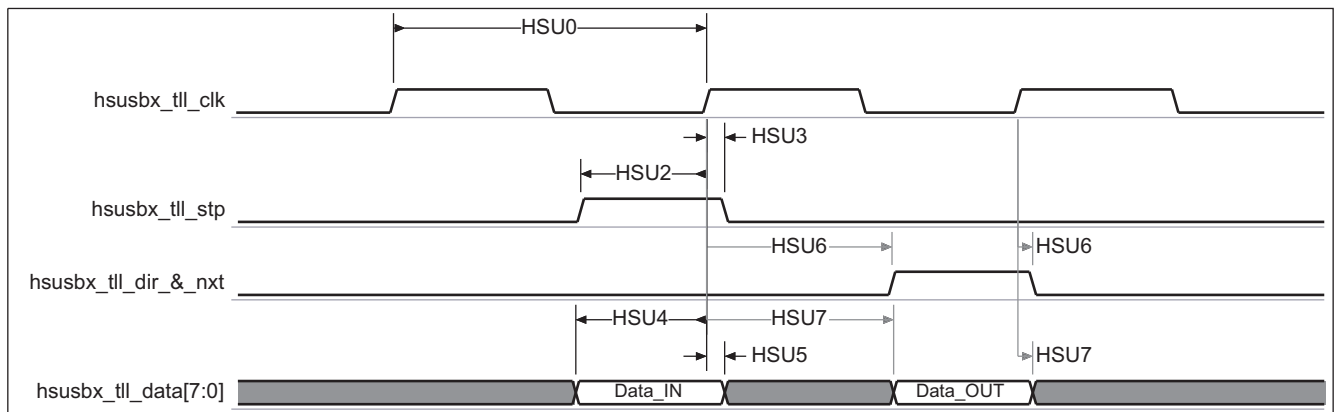 HSU0
hsusbx_tll_clk
HSU3
HSU2
hsusbx_tll_stp
HSU6
HSU6
hsusbx_tll_dir_&_nxt
HSU4
HSU7
HSU5
HSU7
hsusbx_tll_data[7:0]
Data_IN
Data_OUT